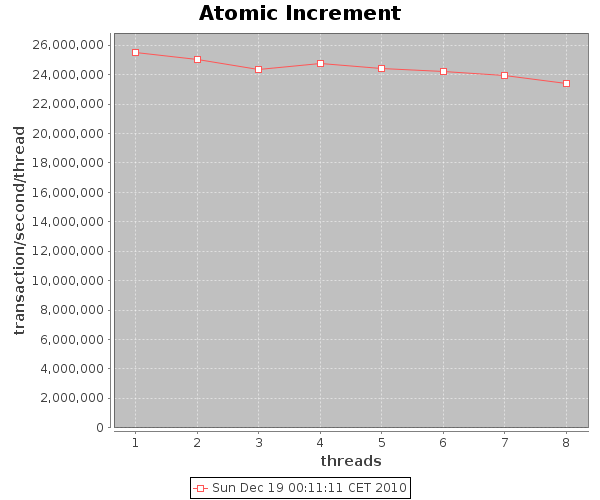 Atomic Increment
transaction/second/thread
26,000,000
24,000,000
22,000,000
20,000,000
18,000,000
16,000,000
14,000,000
12,000,000
10,000,000
8,000,000
6,000,000
4,000,000
2,000,000
0
1 2 3 4 5 6 7 8
threads
Sun Dec 19 00:11:11 CET 2010